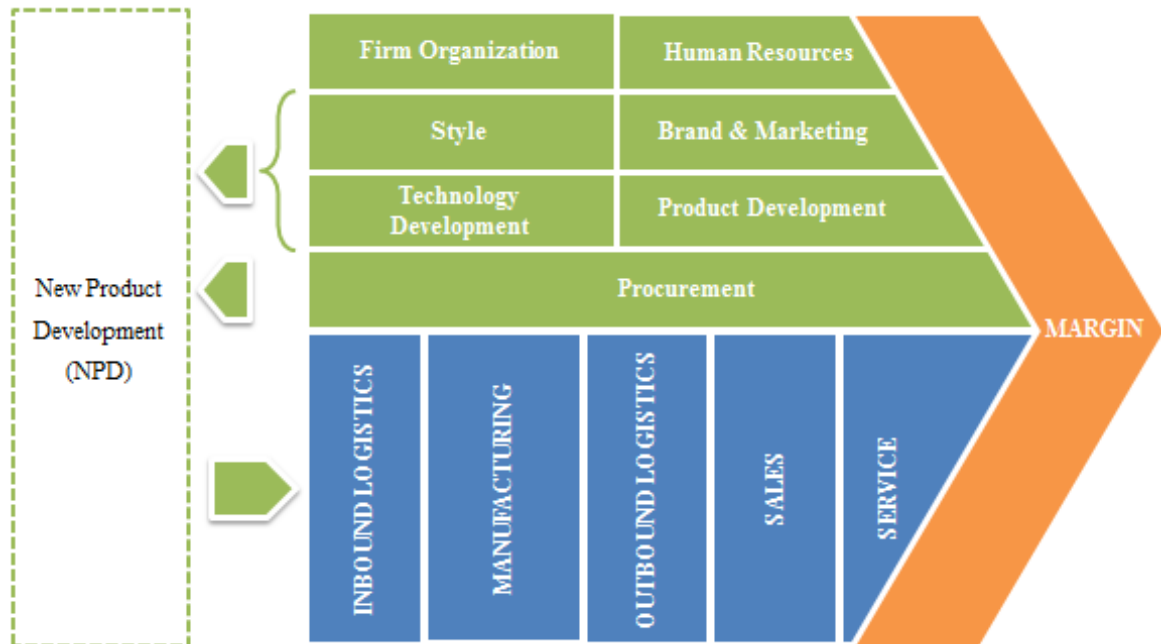 Firm Organization
Human Resources
Style
Brand & Marketing
Technology
Development
Product Development
Procurement
New Product
Development
(NPD)
MARGIN
INBOUND LOGISTICS
MANUFACTURING
OUTBOUND LOGISTICS
SALES
SERVICE